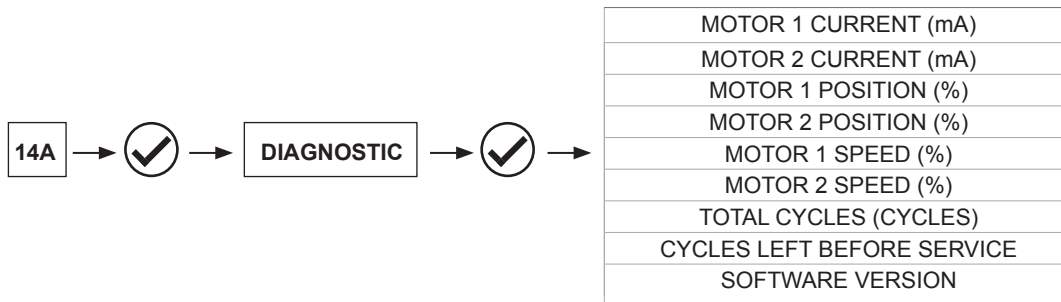 14A
DIAGNOSTIC
MOTOR 1 CURRENT (mA)
MOTOR 2 CURRENT (mA)
MOTOR 1 POSITION (%)
MOTOR 2 POSITION (%)
MOTOR 1 SPEED (%)
MOTOR 2 SPEED (%)
TOTAL CYCLES (CYCLES)
CYCLES LEFT BEFORE SERVICE
SOFTWARE VERSION